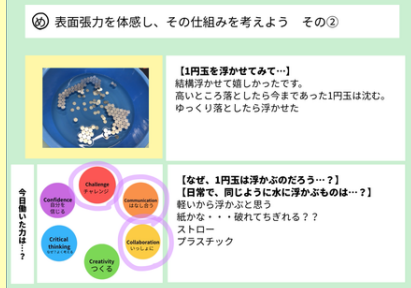 め 表面張力を体感し、その仕組みを考えよう その②
【1円玉を浮かせてみて…】
結構浮かせて嬉しかったです。
高いところ落としたら今まであった1円玉は沈む。
ゆっくり落としたら浮かせた
今日働いた力は…？
Challenge
チャレンジ
Confidence
自分を
信じる
Communication
はなし合う
Critical
thinking
Collaboration
いっしょに
Creativity
つくる
【なぜ、1円玉は浮かぶのだろう…？】
【日常で、同じように水に浮かぶものは…？】
軽いから浮かぶと思う
紙かな・・・破れてちぎれる？？
ストロー
プラスチック